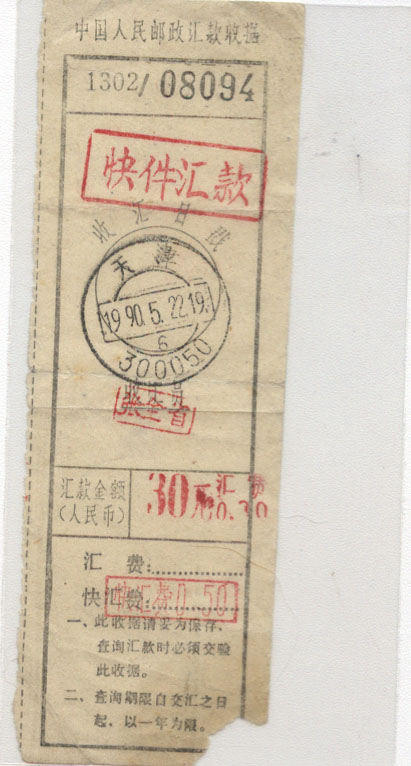 中国人民邮政汇款收据
1302/08094
快件汇款
收汇日戳
天津
1990.5.22.19
6
300050
汇款金额
(人民币)
30元
汇费
0.30
汇费:
快汇费:
快汇费0.50
一、此收据请妥为保存,
查询汇款时必须交验
此收据。
二、查询期限自交汇之日
起,以一年为限。